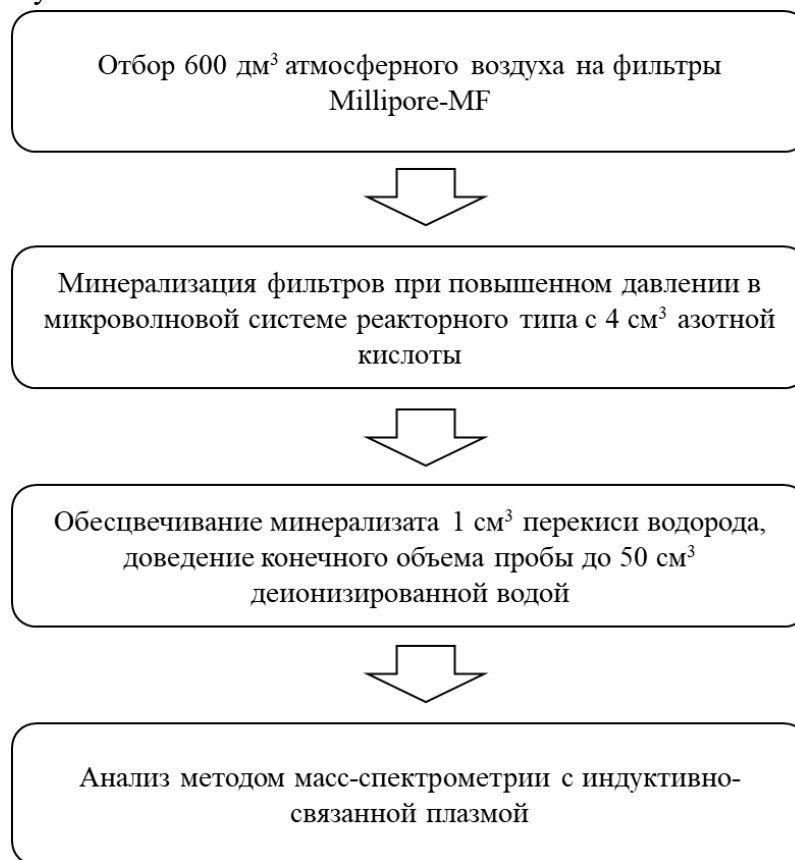 Отбор 600 дм³ атмосферного воздуха на фильтры
Millipore-MF
Минерализация фильтров при повышенном давлении в
микроволновой системе реакторного типа с 4 см³ азотной
кислоты
Обесцвечивание минерализата 1 см³ перекиси водорода,
доведение конечного объема пробы до 50 см³
деионизированной водой
Анализ методом масс-спектрометрии с индуктивно-
связанной плазмой